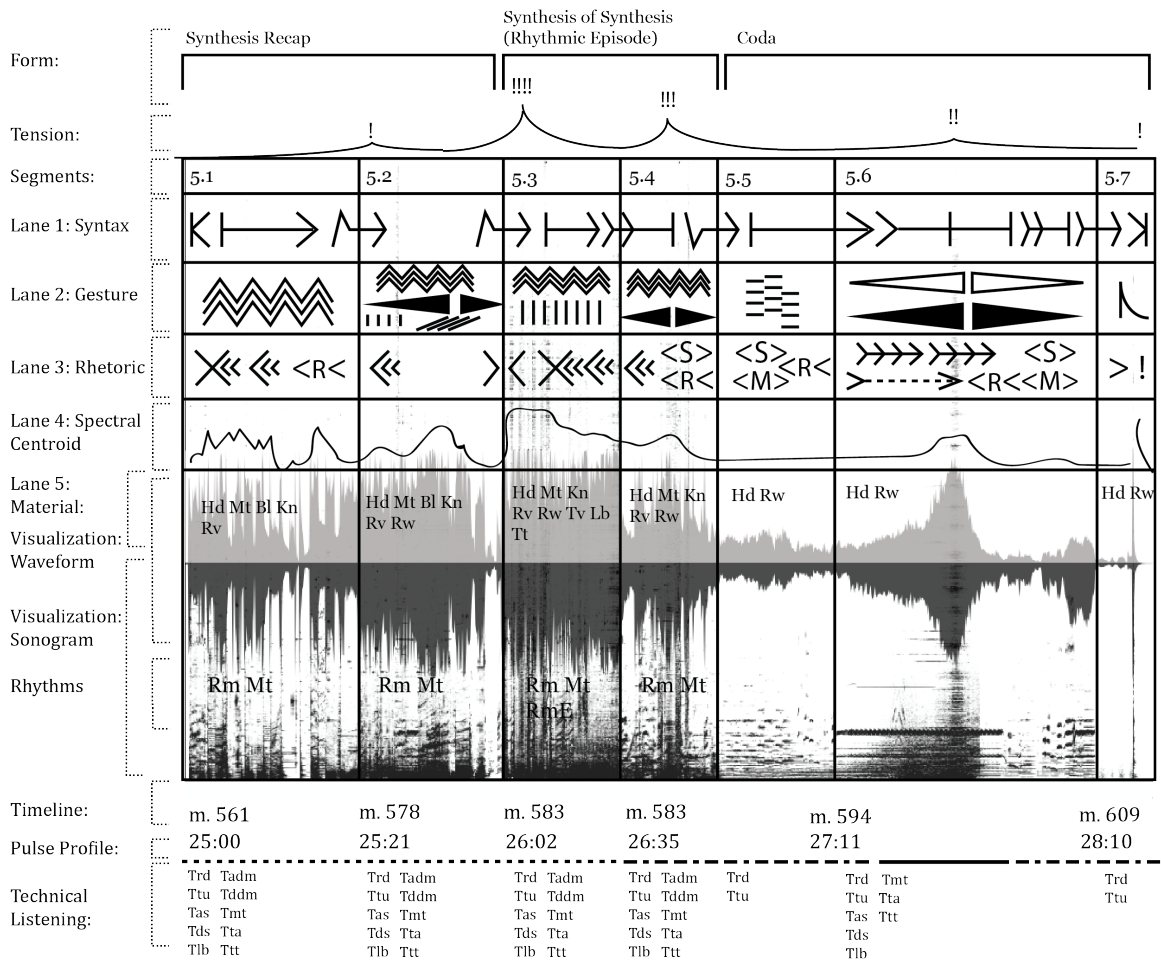 Synthesis of Synthesis
Form: Synthesis Recap (Rhythmic Episode) Coda
!!!! !!!
Tension: ! !! !
Segments: 5.1 5.2 5.3 5.4 5.5 5.6 5.7
Lane 1: Syntax
Lane 2: Gesture
Lane 3: Rhetoric
<R< <S> <R< <S> <M> <R< <R< <S> <M> > !
Lane 4: Spectral
Centroid
Lane 5:
Material:
Hd Mt Bl Kn
Rv
Hd Mt Bl Kn
Rv Rw
Hd Mt Kn
Rv Rw Tv Lb
Tt
Hd Mt Kn
Rv Rw
Hd Rw
Hd Rw
Hd Rw
Visualization:
Waveform
Visualization:
Sonogram
Rhythms
Rm Mt
Rm Mt
Rm Mt
RmE
Rm Mt
Timeline: m. 561 m. 578 m. 583 m. 583 m. 594 m. 609
Pulse Profile: 25:00 25:21 26:02 26:35 27:11 28:10
Technical
Listening:
Trd Tadm
Ttu Tddm
Tas Tmt
Tds Tta
Tlb Ttt
Trd Tadm
Ttu Tddm
Tas Tmt
Tds Tta
Tlb Ttt
Trd Tadm
Ttu Tddm
Tas Tmt
Tds Tta
Tlb Ttt
Trd Tadm
Ttu Tddm
Tas Tmt
Tds Tta
Tlb Ttt
Trd
Ttu
Trd Tmt
Ttu Tta
Tas Ttt
Tds
Tlb
Trd
Ttu